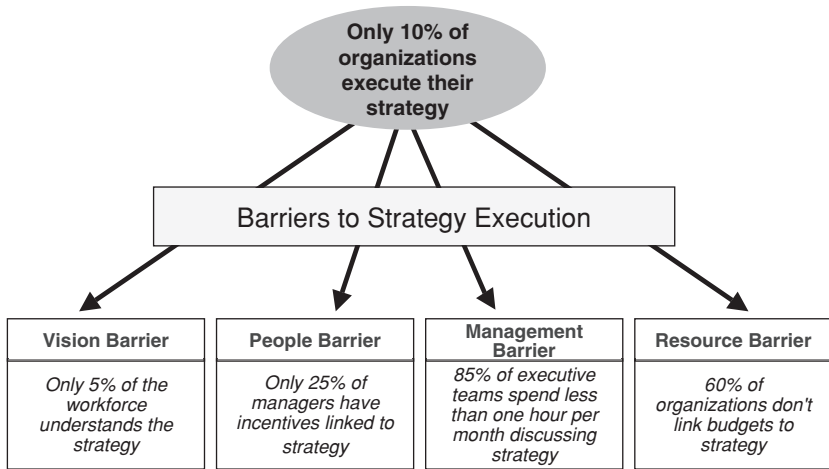 Only 10% of
organizations
execute their
strategy
Barriers to Strategy Execution
Vision Barrier
Only 5% of the
workforce
understands the
strategy
People Barrier
Only 25% of
managers have
incentives linked to
strategy
Management
Barrier
85% of executive
teams spend less
than one hour per
month discussing
strategy
Resource Barrier
60% of
organizations don't
link budgets to
strategy